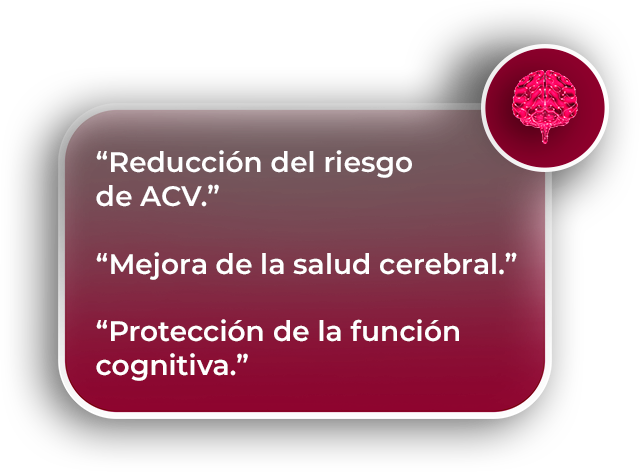 “Reducción del riesgo
de ACV.”
“Mejora de la salud cerebral.”
“Protección de la función
cognitiva.”